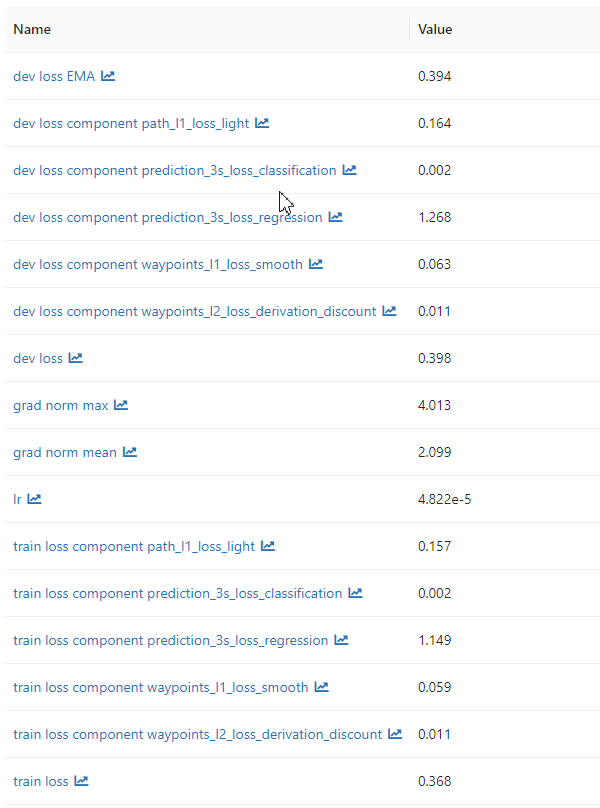 Name Value
dev loss EMA 0.394
dev loss component path_l1_loss_light 0.164
dev loss component prediction_3s_loss_classification 0.002
dev loss component prediction_3s_loss_regression 1.268
dev loss component waypoints_l1_loss_smooth 0.063
dev loss component waypoints_l2_loss_derivation_discount 0.011
dev loss 0.398
grad norm max 4.013
grad norm mean 2.099
lr 4.822e-5
train loss component path_l1_loss_light 0.157
train loss component prediction_3s_loss_classification 0.002
train loss component prediction_3s_loss_regression 1.149
train loss component waypoints_l1_loss_smooth 0.059
train loss component waypoints_l2_loss_derivation_discount 0.011
train loss 0.368